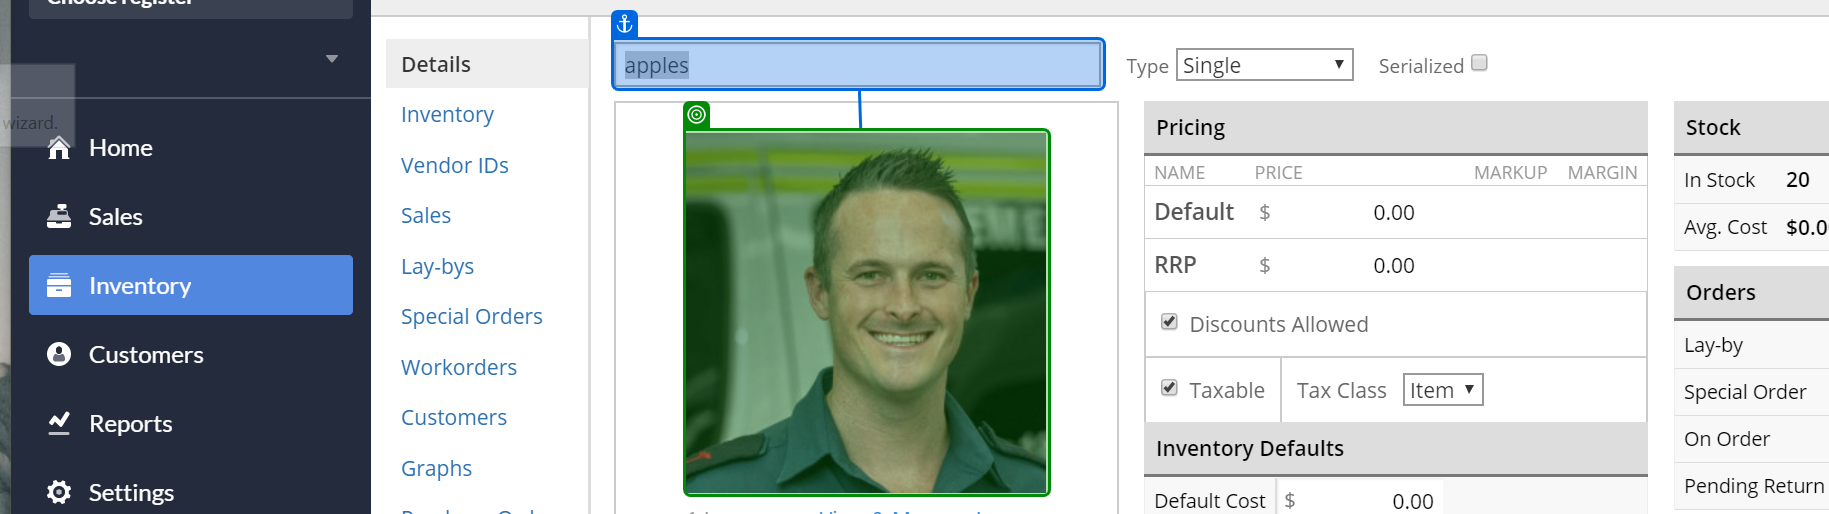 Choose register
wizard.
Home
Sales
Inventory
Customers
Reports
Settings
Details
Inventory
Vendor IDs
Sales
Lay-bys
Special Orders
Workorders
Customers
Graphs
apples
Type Single Serialized
Pricing
NAME PRICE MARKUP MARGIN
Default $ 0.00
RRP $ 0.00
Discounts Allowed
Taxable Tax Class Item
Inventory Defaults
Default Cost $ 0.00
Stock
In Stock 20
Avg. Cost $0.0
Orders
Lay-by
Special Order
On Order
Pending Return